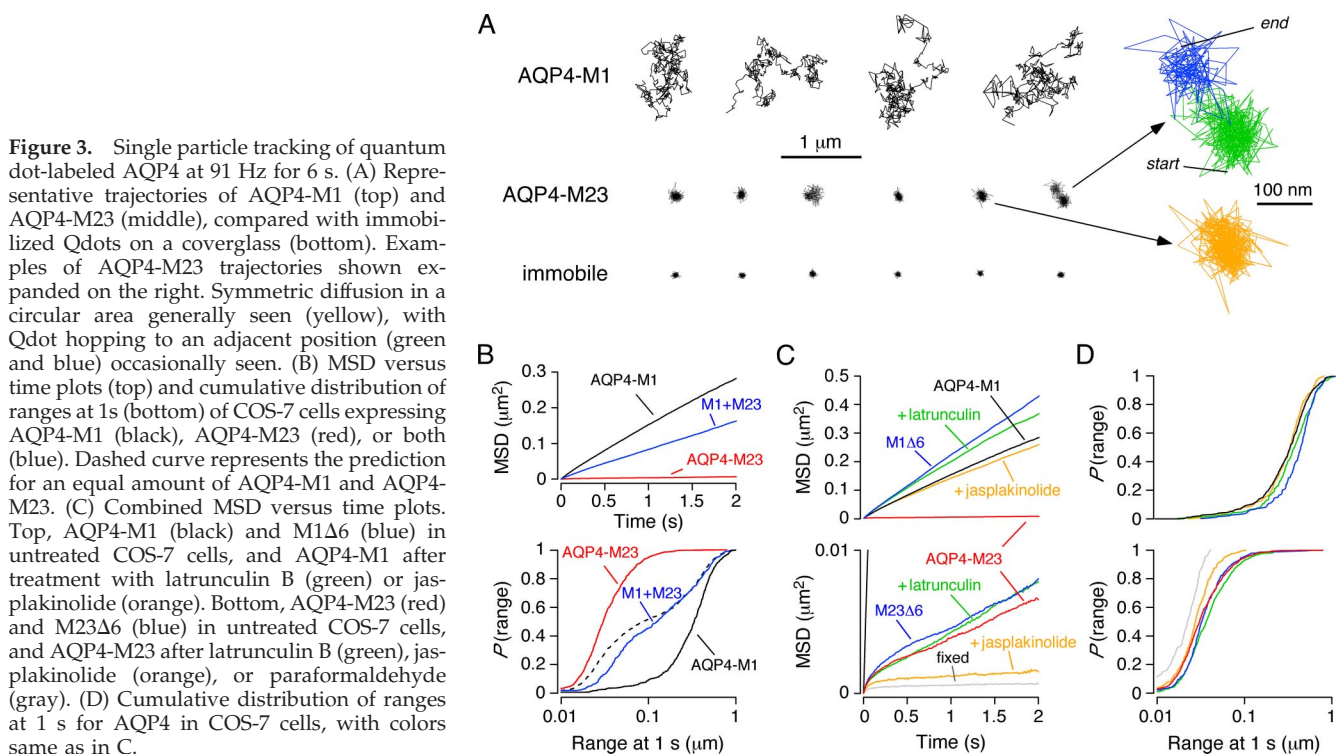 Figure 3. Single particle tracking of quantum
dot-labeled AQP4 at 91 Hz for 6 s. (A) Repre-
sentative trajectories of AQP4-M1 (top) and
AQP4-M23 (middle), compared with immobi-
lized Qdots on a coverglass (bottom). Exam-
ples of AQP4-M23 trajectories shown ex-
panded on the right. Symmetric diffusion in a
circular area generally seen (yellow), with
Qdot hopping to an adjacent position (green
and blue) occasionally seen. (B) MSD versus
time plots (top) and cumulative distribution of
ranges at 1s (bottom) of COS-7 cells expressing
AQP4-M1 (black), AQP4-M23 (red), or both
(blue). Dashed curve represents the prediction
for an equal amount of AQP4-M1 and AQP4-
M23. (C) Combined MSD versus time plots.
Top, AQP4-M1 (black) and M1Δ6 (blue) in
untreated COS-7 cells, and AQP4-M1 after
treatment with latrunculin B (green) or jas-
plakinolide (orange). Bottom, AQP4-M23 (red)
and M23Δ6 (blue) in untreated COS-7 cells,
and AQP4-M23 after latrunculin B (green), jas-
plakinolide (orange), or paraformaldehyde
(gray). (D) Cumulative distribution of ranges
at 1 s for AQP4 in COS-7 cells, with colors
same as in C.
A
AQP4-M1
1 μm
AQP4-M23
immobile
end
start
100 nm
B
MSD (μm²)
0.3
0.2
0.1
0
AQP4-M1
M1+M23
AQP4-M23
0 0.5 1 1.5 2
Time (s)
P (range)
1
0.8
0.6
0.4
0.2
0
AQP4-M23
M1+M23
AQP4-M1
0.01 0.1 1
Range at 1 s (μm)
C
MSD (μm²)
0.5
0.4
0.3
0.2
0.1
0
AQP4-M1
+latrunculin
M1Δ6
+jasplakinolide
AQP4-M23
MSD (μm²)
0.01
0
+latrunculin
M23Δ6
+jasplakinolide
fixed
0 0.5 1 1.5 2
Time (s)
D
P (range)
1
0.8
0.6
0.4
0.2
0
P (range)
1
0.8
0.6
0.4
0.2
0
0.01 0.1 1
Range at 1 s (μm)